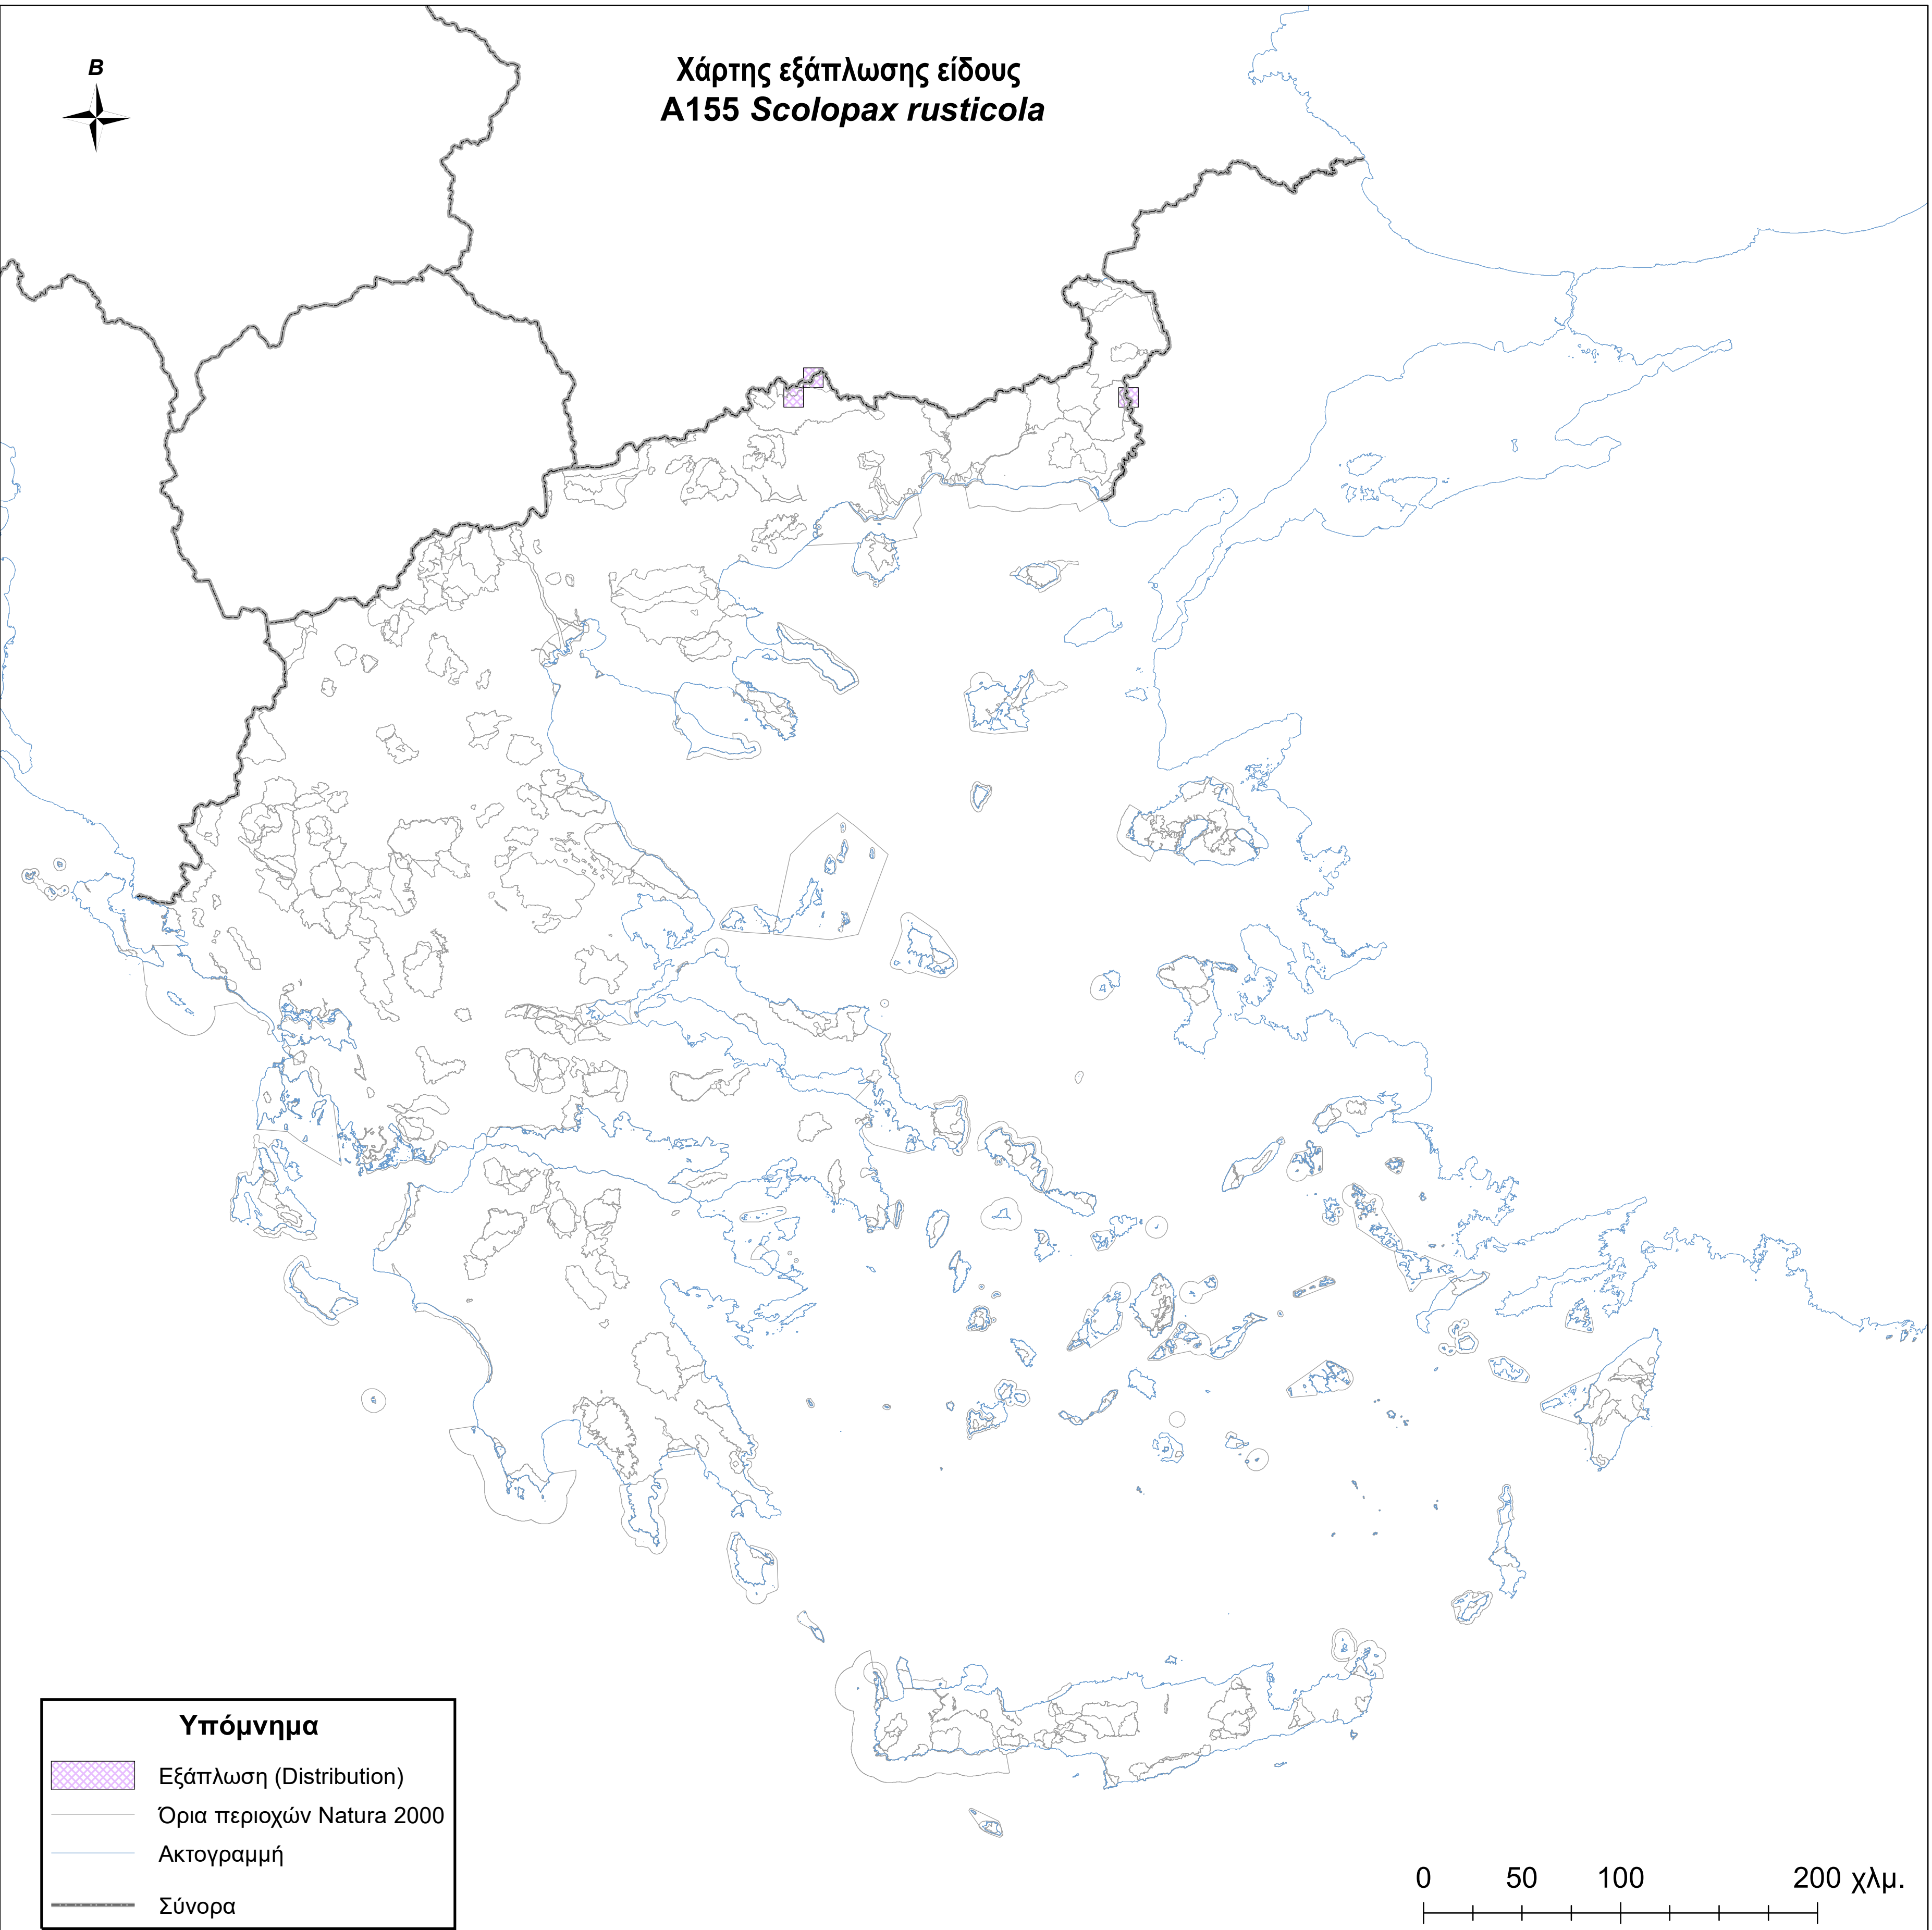 B
Χάρτης εξάπλωσης είδους
A155 Scolopax rusticola
Υπόμνημα
Εξάπλωση (Distribution)
Όρια περιοχών Natura 2000
Ακτογραμμή
Σύνορα
0 50 100 200 χλμ.